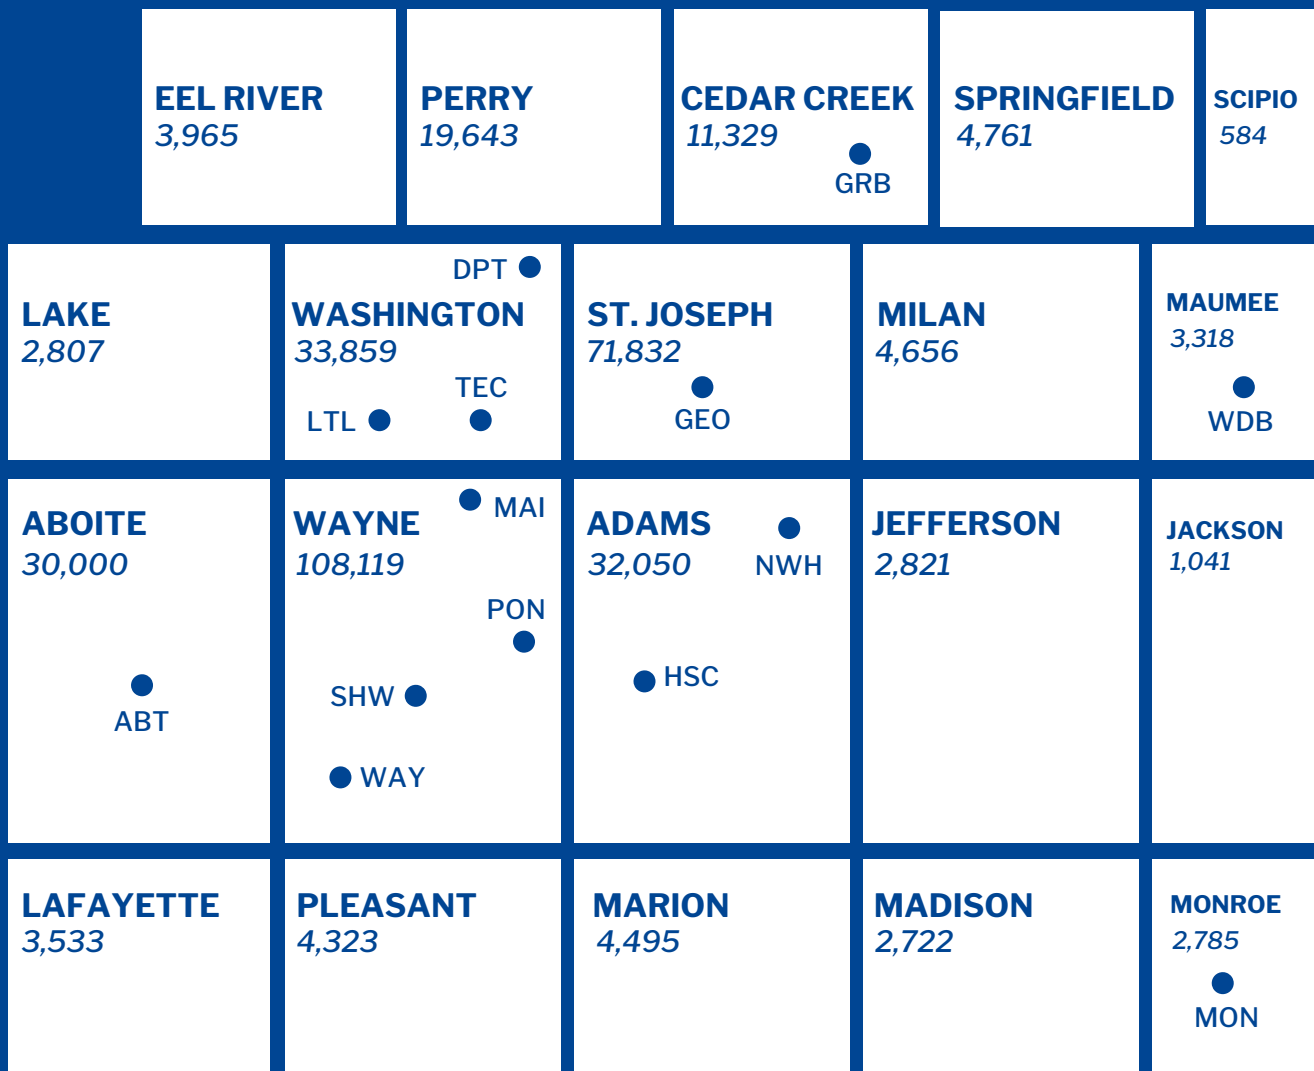 EEL RIVER
3,965
PERRY
19,643
CEDAR CREEK
11,329
GRB
SPRINGFIELD
4,761
SCIPIO
584
LAKE
2,807
DPT
WASHINGTON
33,859
TEC
LTL
ST. JOSEPH
71,832
GEO
MILAN
4,656
MAUMEE
3,318
WDB
ABOITE
30,000
ABT
MAI
WAYNE
108,119
PON
SHW
WAY
ADAMS
32,050
NWH
HSC
JEFFERSON
2,821
JACKSON
1,041
LAFAYETTE
3,533
PLEASANT
4,323
MARION
4,495
MADISON
2,722
MONROE
2,785
MON